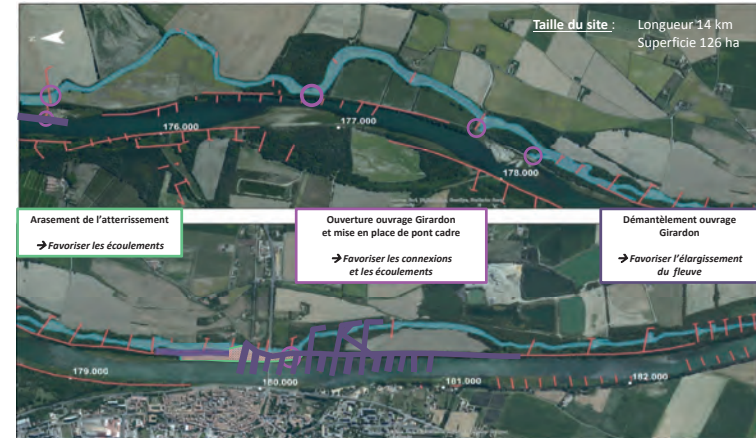 Taille du site :
Longueur 14 km
Superficie 126 ha
176.000
177.000
178.000
Arasement de l'atterrissement
→ Favoriser les écoulements
Ouverture ouvrage Girardon
et mise en place de pont cadre
→ Favoriser les connexions
et les écoulements
Démantèlement ouvrage
Girardon
→ Favoriser l'élargissement
du fleuve
179.000
180.000
181.000
182.000